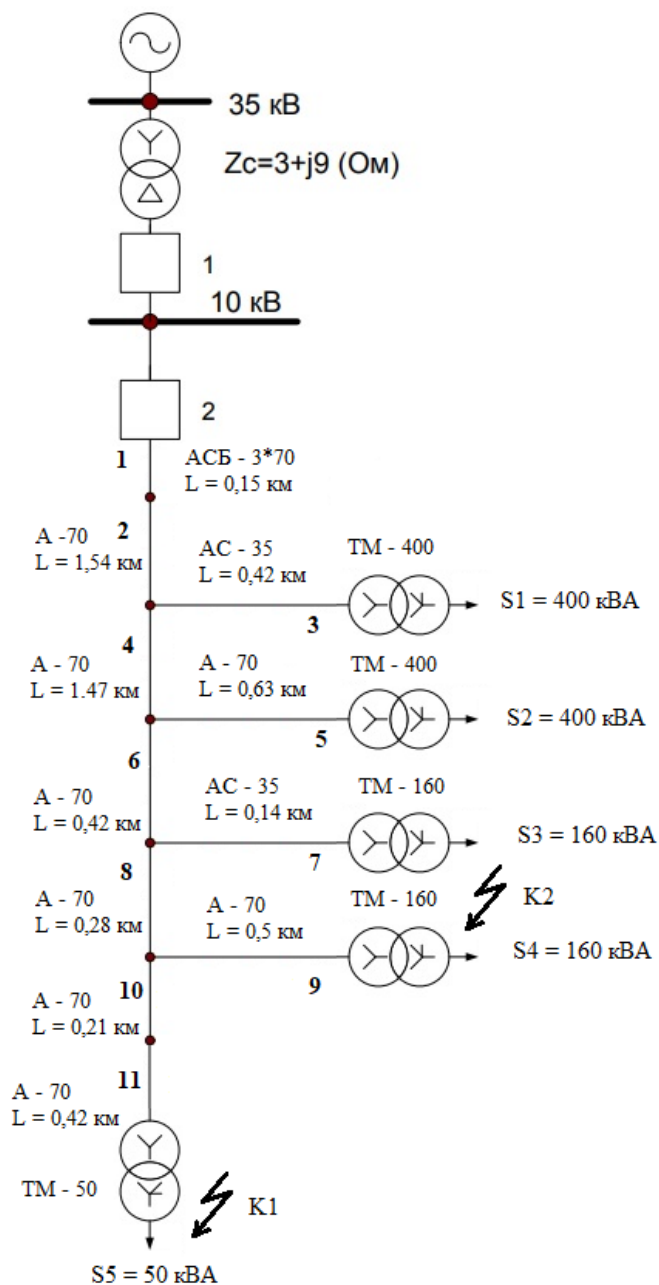 35 кВ
Zc=3+j9 (Ом)
1
10 кВ
2
1
АСБ - 3*70
L = 0,15 км
А -70
L = 1,54 км
2
АС - 35
L = 0,42 км
ТМ - 400
S1 = 400 кВА
3
4
А - 70
L = 1.47 км
А - 70
L = 0,63 км
ТМ - 400
S2 = 400 кВА
5
6
А - 70
L = 0,42 км
АС - 35
L = 0,14 км
ТМ - 160
S3 = 160 кВА
7
8
А - 70
L = 0,28 км
А - 70
L = 0,5 км
ТМ - 160
К2
S4 = 160 кВА
9
10
А - 70
L = 0,21 км
11
А - 70
L = 0,42 км
ТМ - 50
К1
S5 = 50 кВА